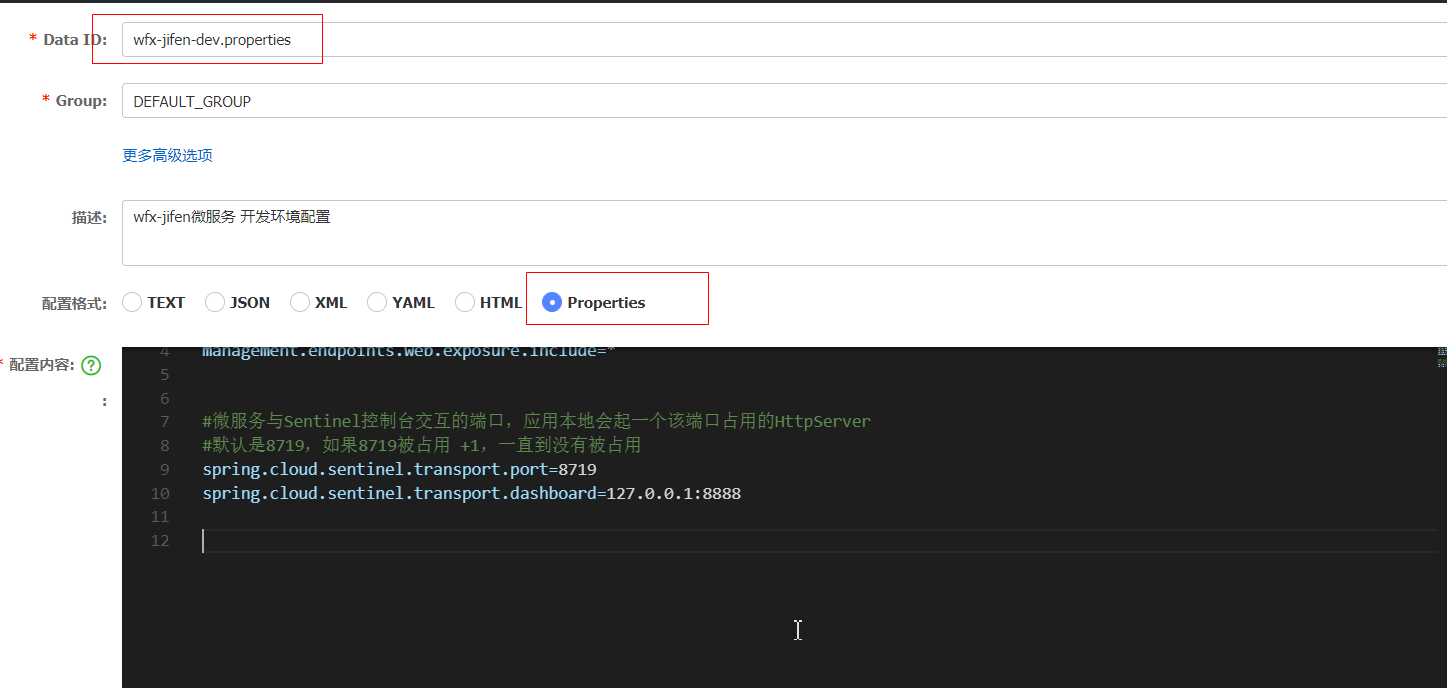 * Data ID: wfx-jifen-dev.properties
* Group: DEFAULT_GROUP
更多高级选项
描述: wfx-jifen微服务 开发环境配置
配置格式: TEXT JSON XML YAML HTML Properties
* 配置内容: ?
:
4 management.endpoints.web.exposure.include=*
5
6
7 #微服务与Sentinel控制台交互的端口，应用本地会起一个该端口占用的HttpServer
8 #默认是8719，如果8719被占用 +1，一直到没有被占用
9 spring.cloud.sentinel.transport.port=8719
10 spring.cloud.sentinel.transport.dashboard=127.0.0.1:8888
11
12